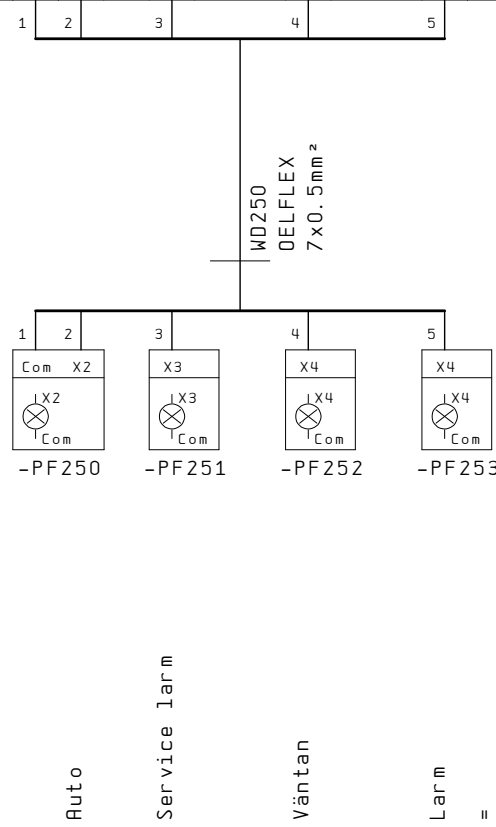 1 2 3 4 5
WD250
OELFLEX
7x0.5mm²
1 2 3 4 5
Com X2 X3 X4 X4
X2 X3 X4 X4
Com Com Com Com
-PF250 -PF251 -PF252 -PF253
Auto
Service larm
Väntan
Larm
=